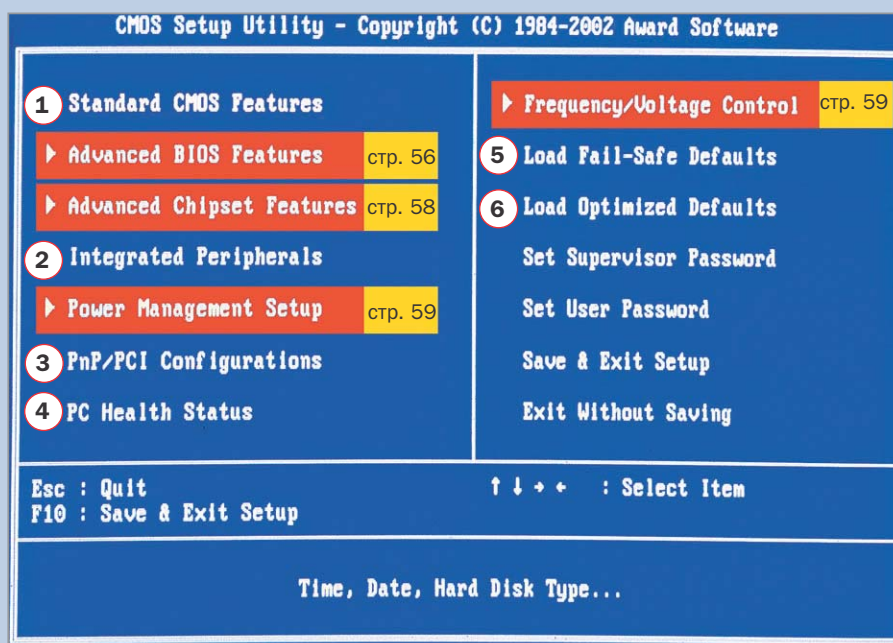 CMOS Setup Utility - Copyright (C) 1984-2002 Award Software
1 Standard CMOS Features
Advanced BIOS Features стр. 56
Advanced Chipset Features стр. 58
2 Integrated Peripherals
Power Management Setup стр. 59
3 PnP/PCI Configurations
4 PC Health Status
Frequency/Voltage Control стр. 59
5 Load Fail-Safe Defaults
6 Load Optimized Defaults
Set Supervisor Password
Set User Password
Save & Exit Setup
Exit Without Saving
Esc : Quit
F10 : Save & Exit Setup
↑ ↓ → ← : Select Item
Time, Date, Hard Disk Type...